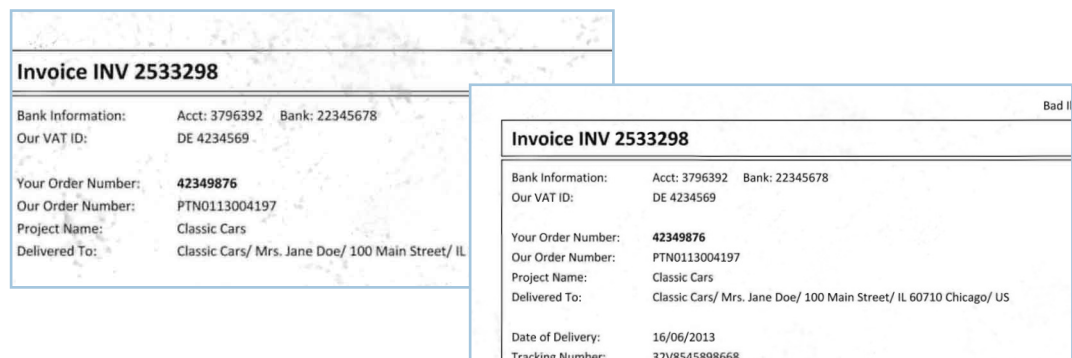 Invoice INV 2533298
Bank Information: Acct: 3796392 Bank: 22345678
Our VAT ID: DE 4234569
Your Order Number: 42349876
Our Order Number: PTN0113004197
Project Name: Classic Cars
Delivered To: Classic Cars/ Mrs. Jane Doe/ 100 Main Street/ IL
Bad
Invoice INV 2533298
Bank Information: Acct: 3796392 Bank: 22345678
Our VAT ID: DE 4234569
Your Order Number: 42349876
Our Order Number: PTN0113004197
Project Name: Classic Cars
Delivered To: Classic Cars/ Mrs. Jane Doe/ 100 Main Street/ IL 60710 Chicago/ US
Date of Delivery: 16/06/2013
Tracking Number: 32V8545898668